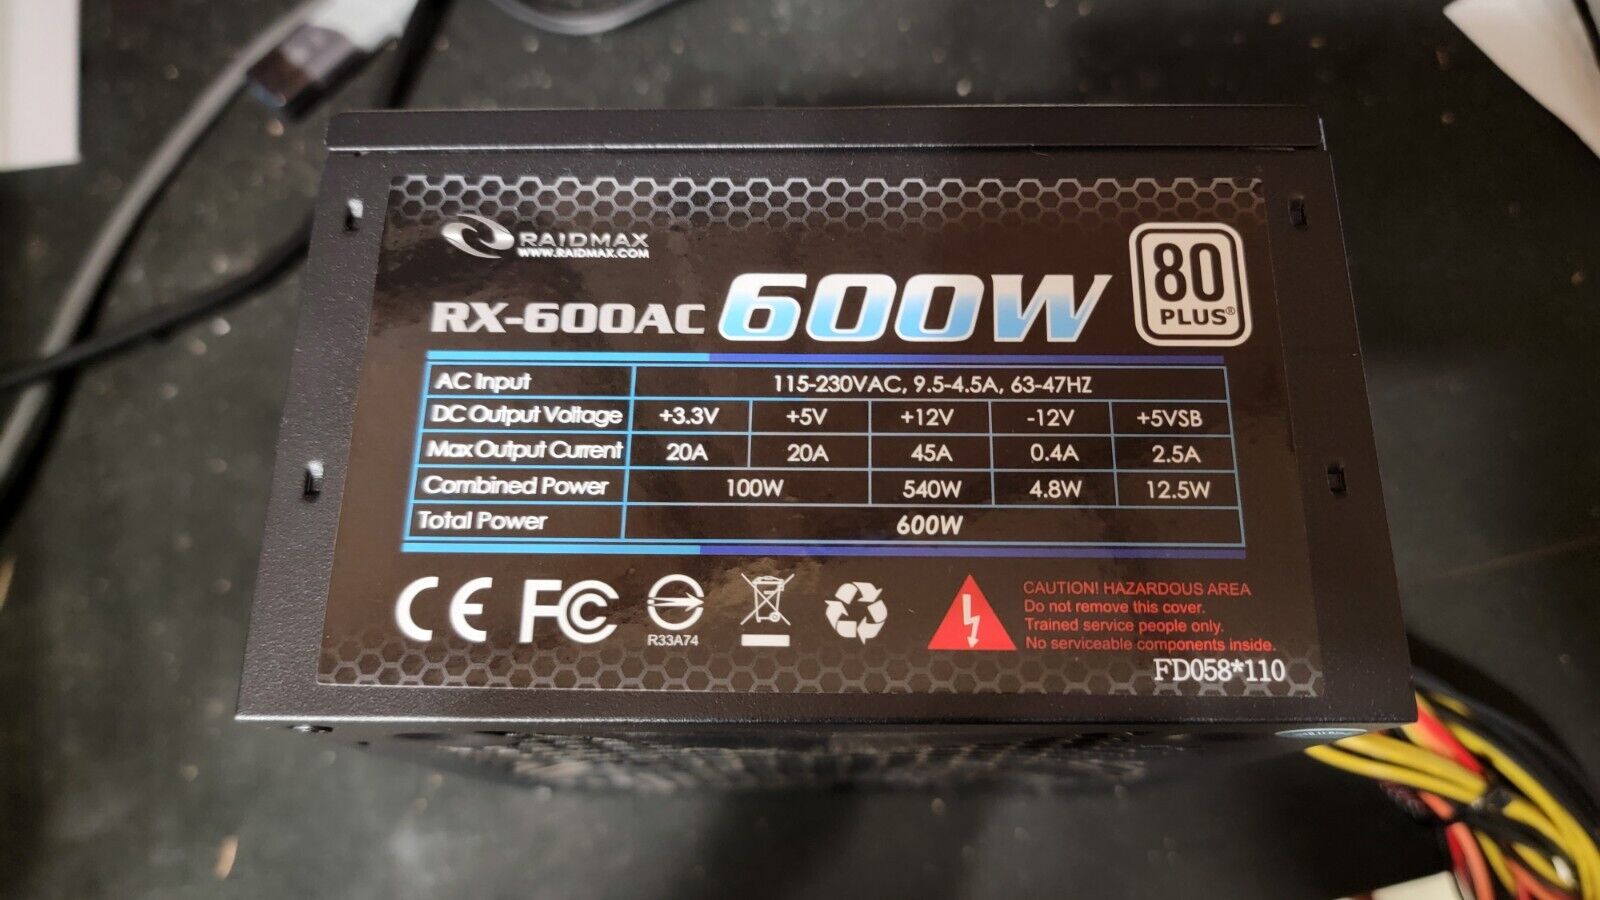 RAIDMAX
WWW.RAIDMAX.COM
RX-600AC 600W
80
PLUS®
AC Input 115-230VAC, 9.5-4.5A, 63-47HZ
DC Output Voltage +3.3V +5V +12V -12V +5VSB
Max Output Current 20A 20A 45A 0.4A 2.5A
Combined Power 100W 540W 4.8W 12.5W
Total Power 600W
CE FC
R33A74
CAUTION! HAZARDOUS AREA
Do not remove this cover.
Trained service people only.
No serviceable components inside.
FD058*110